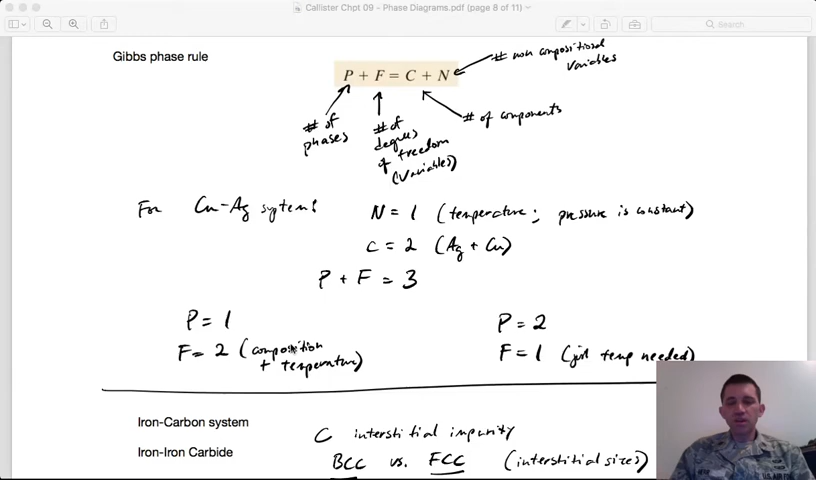 Callister Chpt 09 - Phase Diagrams.pdf (page 8 of 11)
Search
Gibbs phase rule
P + F = C + N
# non compositional
variables
# of
phases
# of
degrees
of freedom
(variables)
# of components
For Cu-Ag system:
N = 1 (temperature; pressure is constant)
C = 2 (Ag + Cu)
P + F = 3
P = 1
F = 2 (composition
+ temperature)
P = 2
F = 1 (just temp needed)
Iron-Carbon system
C interstitial impurity
Iron-Iron Carbide
BCC vs. FCC (interstitial sizes)